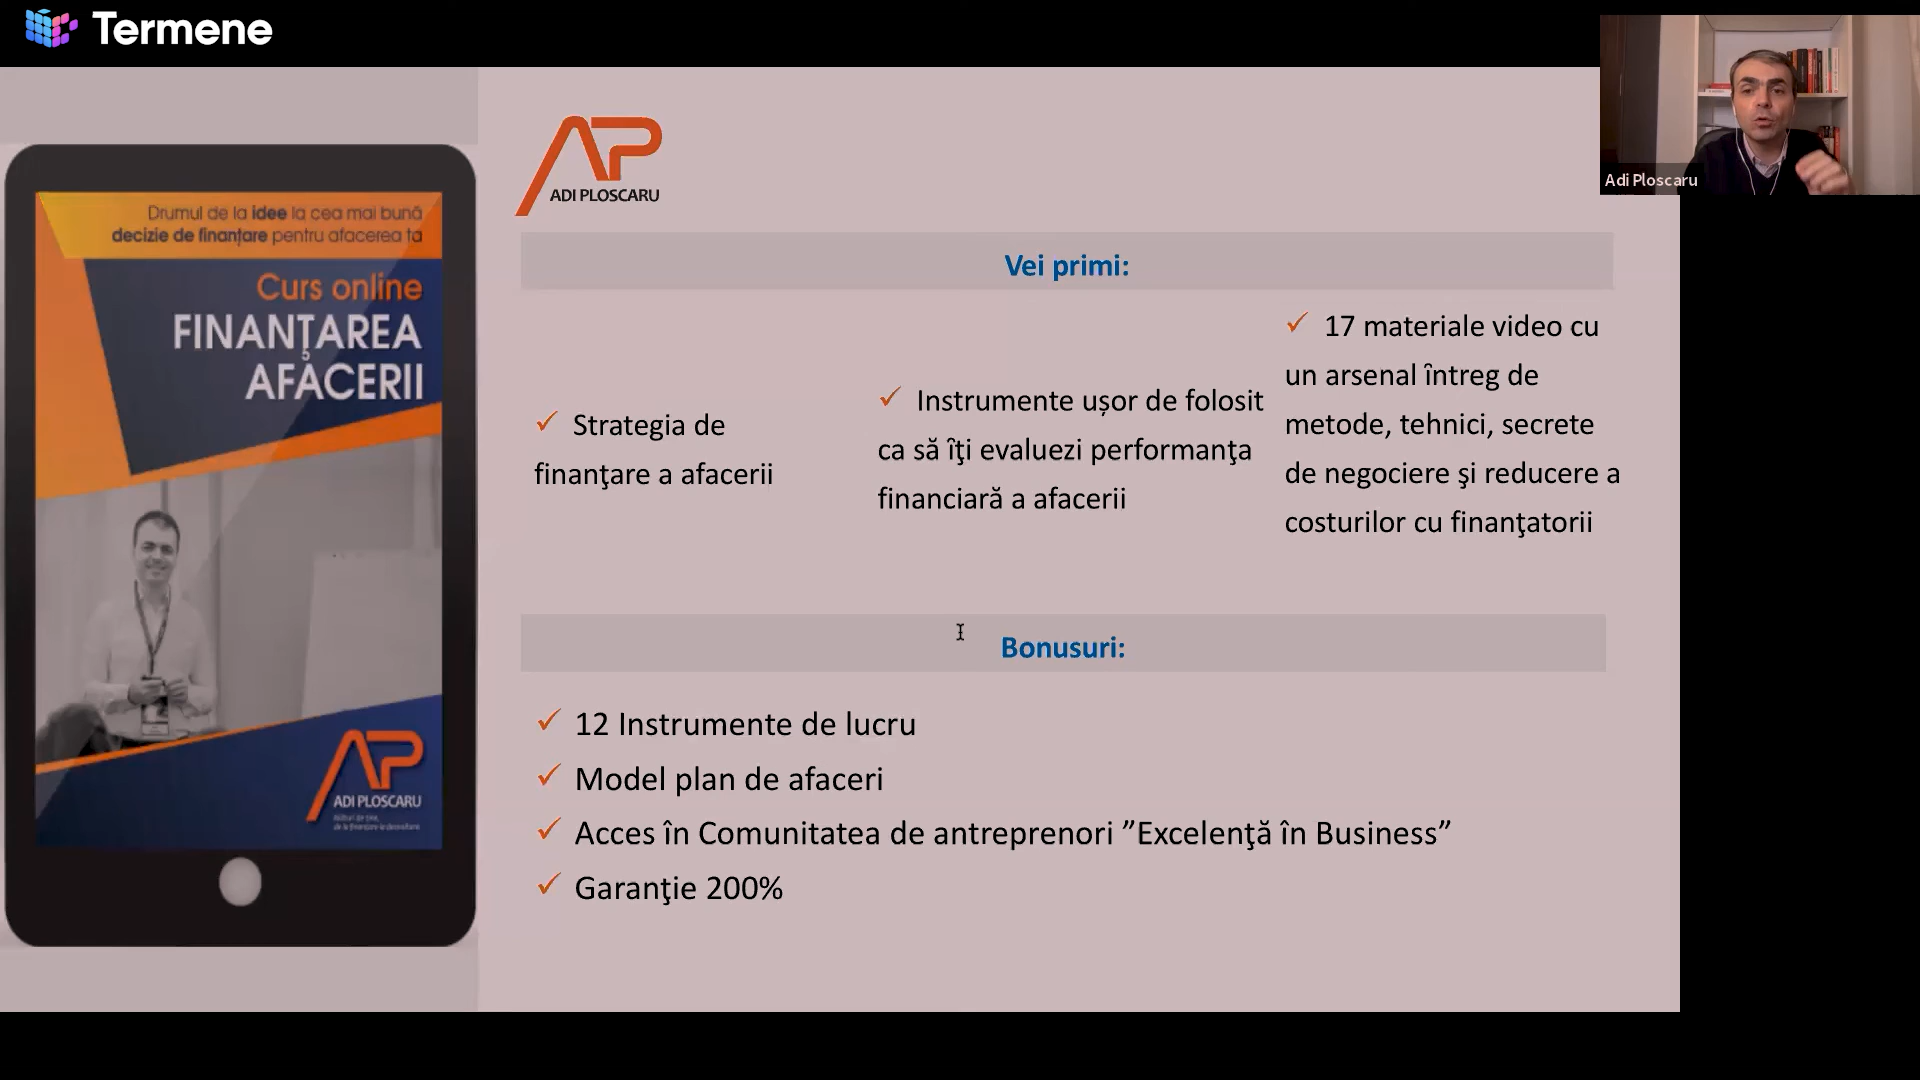 Termene
Adi Ploscaru
Drumul de la idee la cea mai bună
decizie de finanțare pentru afacerea ta
Curs online
FINANȚAREA
AFACERII
AP
ADI PLOSCARU
AP
ADI PLOSCARU
Vei primi:
✓ Strategia de
finanţare a afacerii
✓ Instrumente ușor de folosit
ca să îţi evaluezi performanţa
financiară a afacerii
✓ 17 materiale video cu
un arsenal întreg de
metode, tehnici, secrete
de negociere şi reducere a
costurilor cu finanţatorii
Bonusuri:
✓ 12 Instrumente de lucru
✓ Model plan de afaceri
✓ Acces în Comunitatea de antreprenori ”Excelenţă în Business”
✓ Garanţie 200%